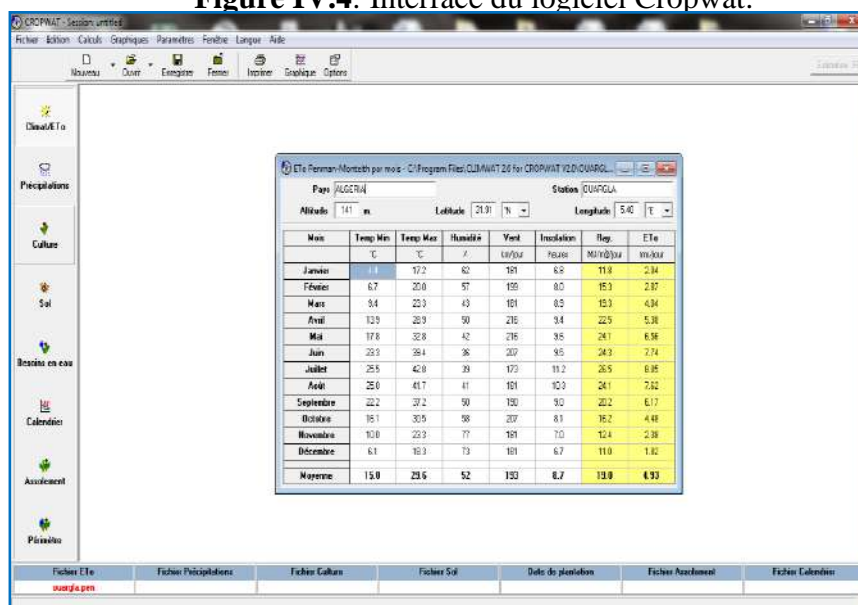 Figure IV.4: Interface du logiciel Cropwat.
CROPWAT - Session: untitled
Fichier Edition Calculs Graphiques Paramètres Fenêtre Langue Aide
Nouveau Ouvrir Enregistrer Fermer Imprimer Graphique Options
Climat/ETo
Précipitations
Culture
Sol
Besoins en eau
Calendrier
Assolement
Périmètre
ETo Penman-Monteith par mois - C:\Program Files\CLIMWAT 2.0 for CROPWAT V2.0\OUARGL...
Pays ALGERIA Station OUARGLA
Altitude 141 m. Latitude 31.91 °N Longitude 5.40 °E
Mois Temp Min Temp Max Humidité Vent Insolation Ray. ETo
°C °C % km/jour heures MJ/m²/jour mm/jour
Janvier 17.2 62 181 6.8 11.8 2.04
Février 6.7 20.0 57 199 8.0 15.3 2.87
Mars 9.4 23.3 43 181 8.9 19.3 4.04
Avril 13.9 28.9 50 216 9.4 22.5 5.38
Mai 17.8 32.8 42 216 9.6 24.1 6.56
Juin 23.3 39.4 36 207 9.5 24.3 7.74
Juillet 25.5 42.8 39 173 11.2 26.5 8.05
Août 25.0 41.7 41 181 10.3 24.1 7.62
Septembre 22.2 37.2 50 190 9.0 20.2 6.17
Octobre 16.1 30.5 58 207 8.1 16.2 4.48
Novembre 10.0 23.3 77 181 7.0 12.4 2.38
Décembre 6.1 18.3 73 181 6.7 11.0 1.82
Moyenne 15.0 29.6 52 193 8.7 19.0 4.93
Fichier ETo Fichier Précipitations Fichier Culture Fichier Sol Date de plantation Fichier Assolement Fichier Calendrier
ouargla.pen